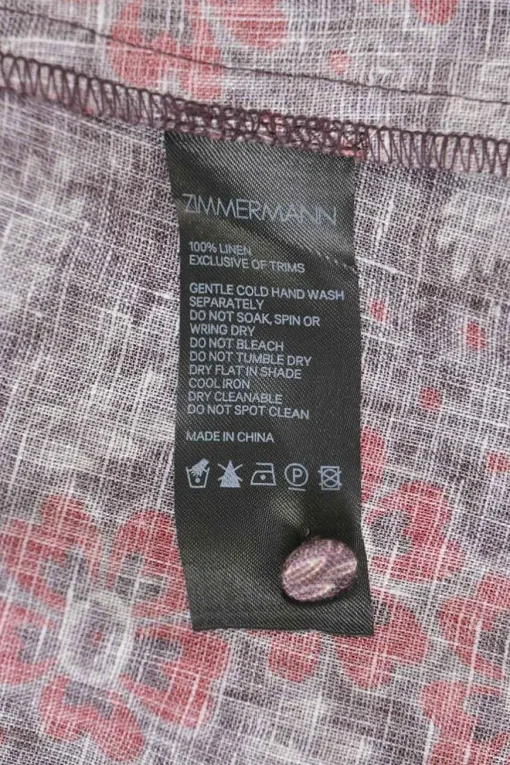 ZIMMERMANN
100% LINEN
EXCLUSIVE OF TRIMS
GENTLE COLD HAND WASH
SEPARATELY
DO NOT SOAK, SPIN OR
WRING DRY
DO NOT BLEACH
DO NOT TUMBLE DRY
DRY FLAT IN SHADE
COOL IRON
DRY CLEANABLE
DO NOT SPOT CLEAN
MADE IN CHINA
P